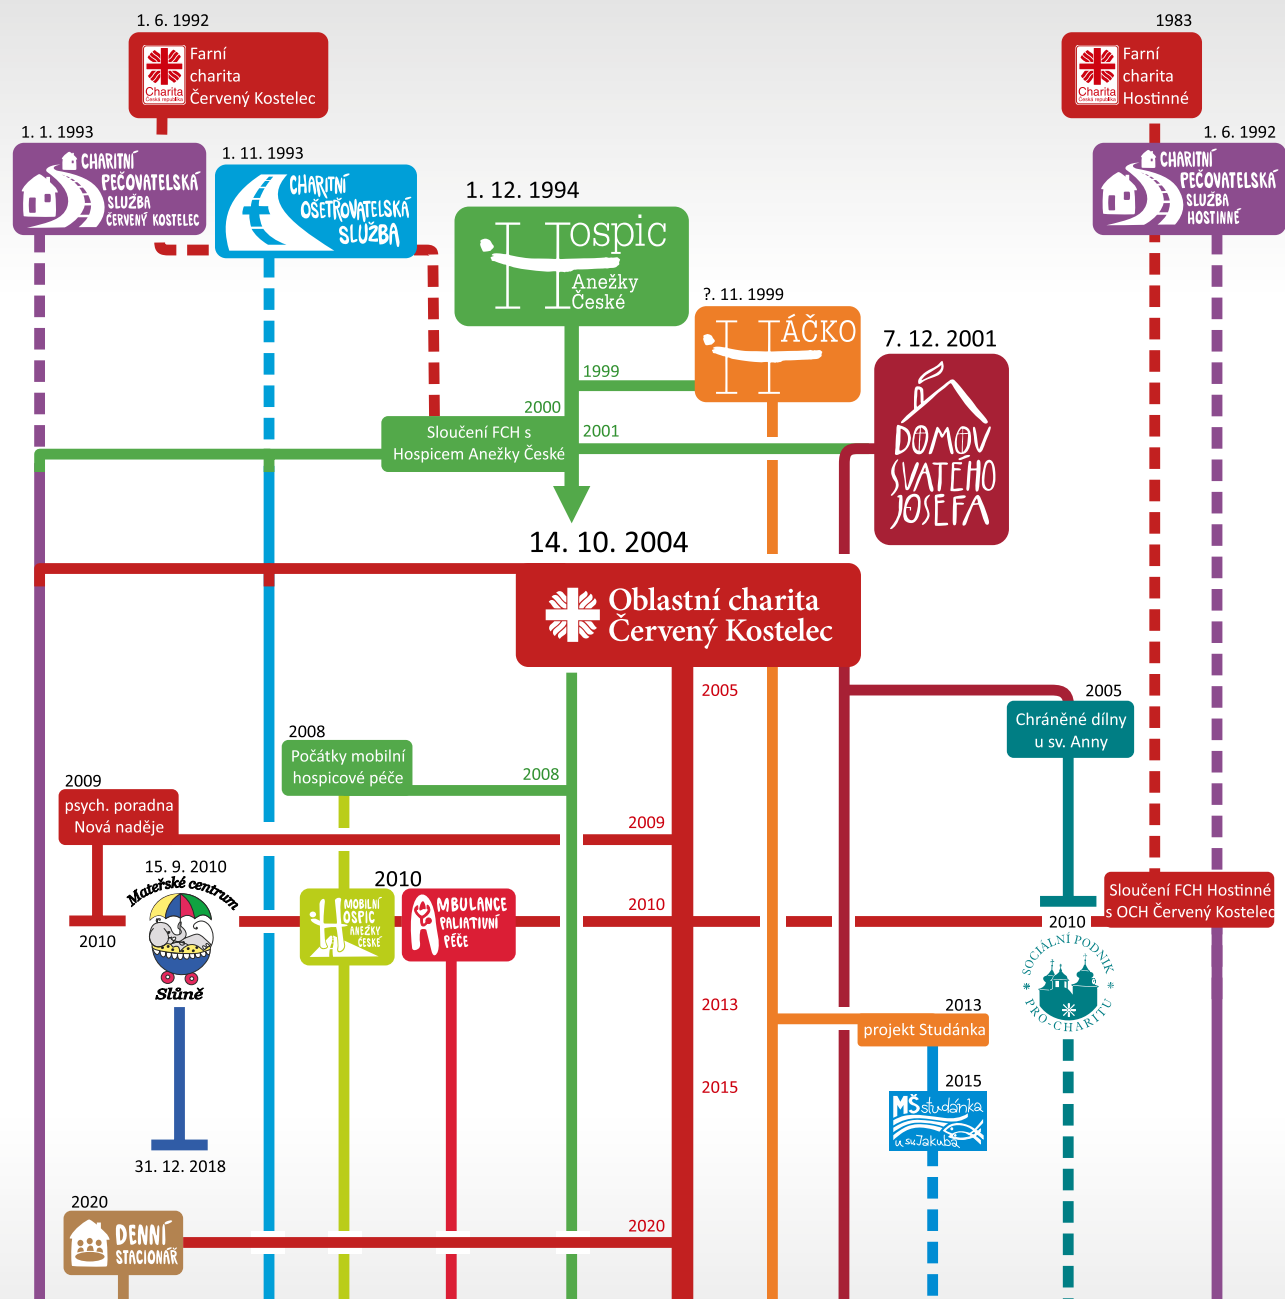 1. 6. 1992
Farní
charita
Červený Kostelec
Charita
Česká republika
1983
Farní
charita
Hostinné
Charita
Česká republika
1. 1. 1993
CHARITNÍ
PEČOVATELSKÁ
SLUŽBA
ČERVENÝ KOSTELEC
1. 11. 1993
CHARITNÍ
OŠETŘOVATELSKÁ
SLUŽBA
1. 6. 1992
CHARITNÍ
PEČOVATELSKÁ
SLUŽBA
HOSTINNÉ
1. 12. 1994
Hospic
Anežky
České
?. 11. 1999
HÁČKO
7. 12. 2001
DOMOV
SVATÉHO
JOSEFA
1999
2000
2001
Sloučení FCH s
Hospicem Anežky České
14. 10. 2004
Oblastní charita
Červený Kostelec
2005
2005
Chráněné dílny
u sv. Anny
2008
Počátky mobilní
hospicové péče
2008
2009
psych. poradna
Nová naděje
2009
2010
15. 9. 2010
Mateřské centrum
Slůně
31. 12. 2018
2010
MOBILNÍ
HOSPIC
ANEŽKY
ČESKÉ
AMBULANCE
PALIATIVNÍ
PÉČE
2010
Sloučení FCH Hostinné
s OCH Červený Kostelec
2010
SOCIÁLNÍ PODNIK
PRO-CHARITU
2013
2013
projekt Studánka
2015
2015
MŠ studánka
u sv. Jakuba
2020
DENNÍ
STACIONÁŘ
2020